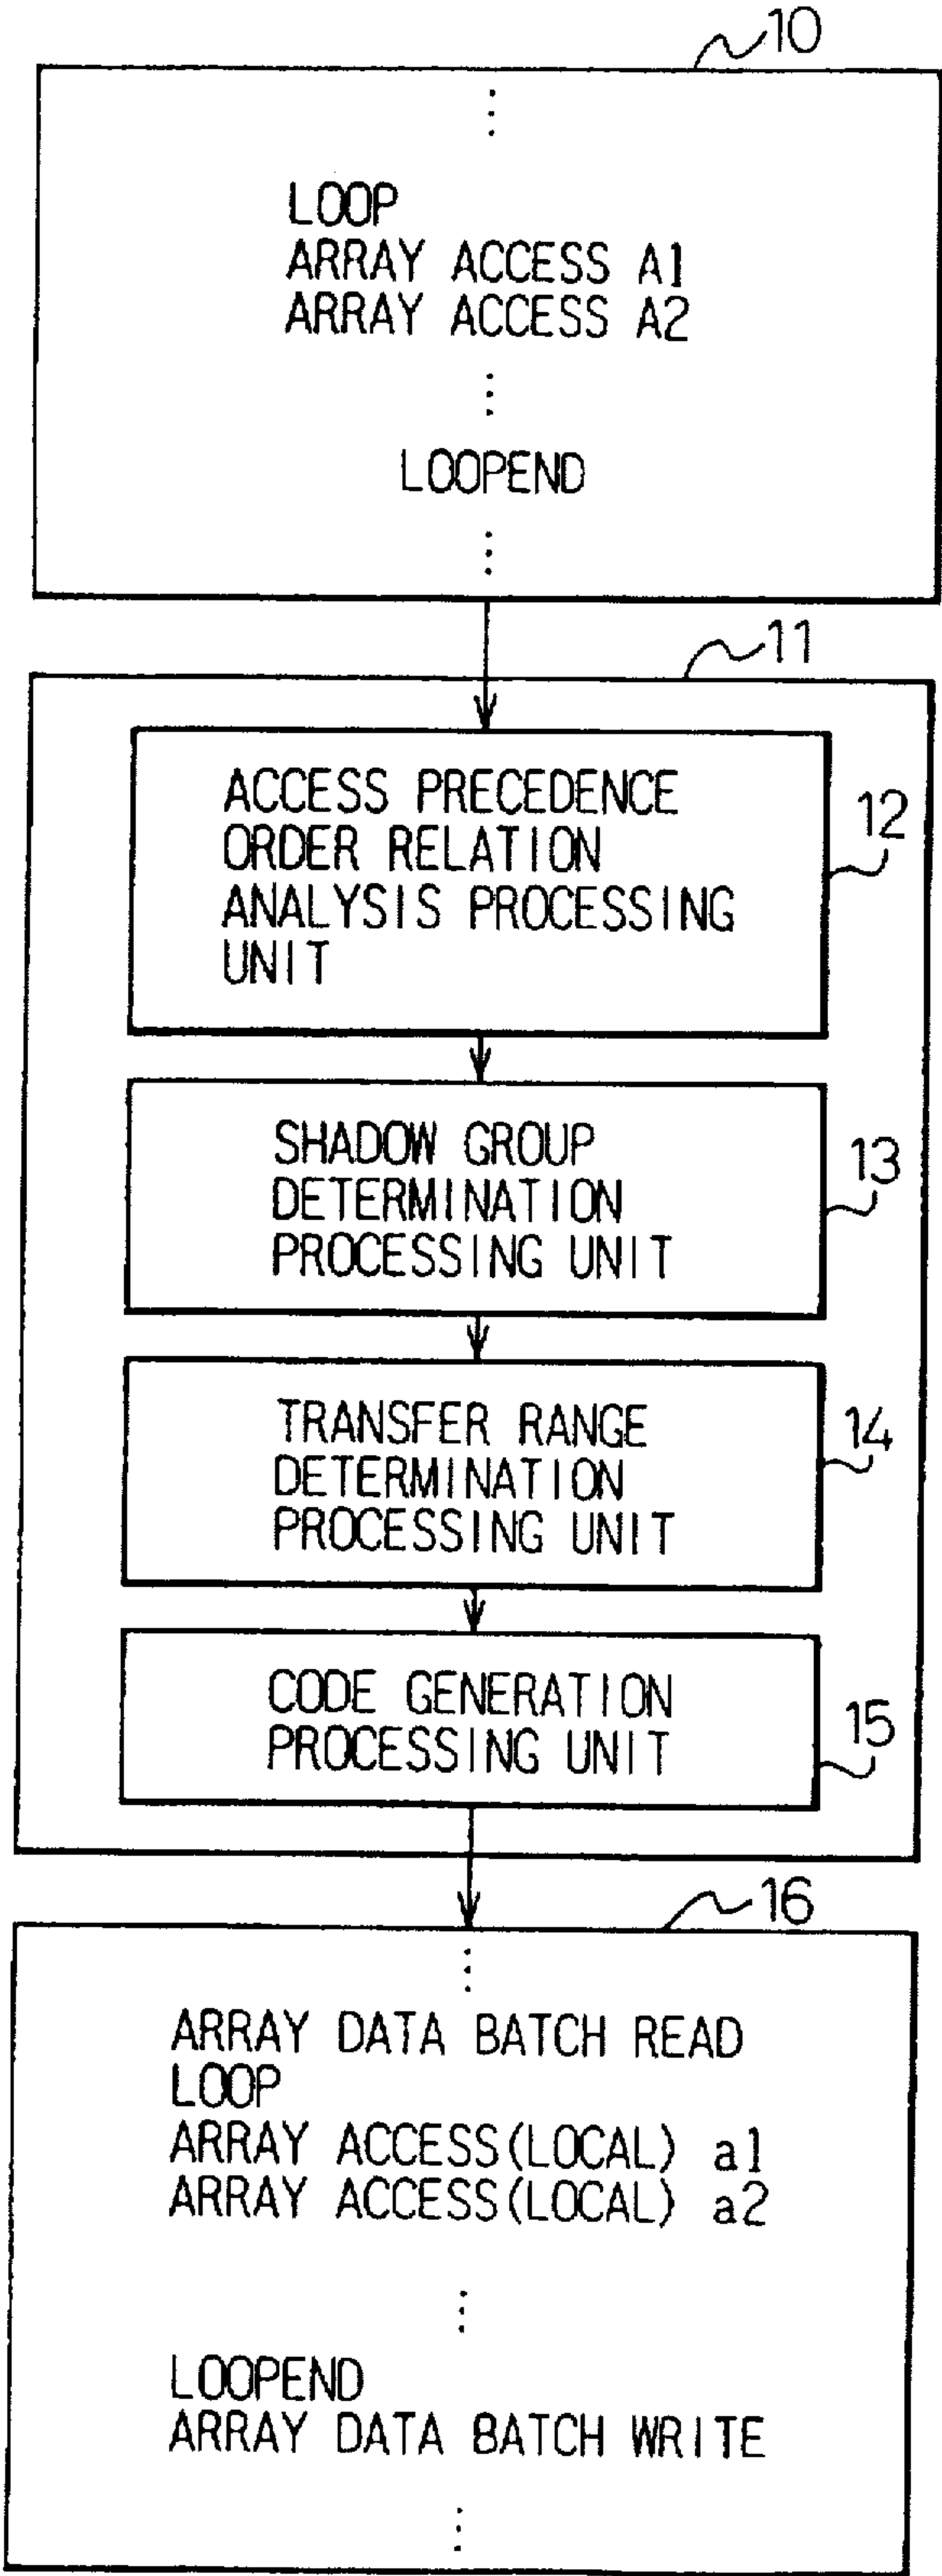 10
LOOP
ARRAY ACCESS A1
ARRAY ACCESS A2
LOOPEND
11
ACCESS PRECEDENCE
ORDER RELATION
ANALYSIS PROCESSING
UNIT
12
SHADOW GROUP
DETERMINATION
PROCESSING UNIT
13
TRANSFER RANGE
DETERMINATION
PROCESSING UNIT
14
CODE GENERATION
PROCESSING UNIT
15
16
ARRAY DATA BATCH READ
LOOP
ARRAY ACCESS(LOCAL) a1
ARRAY ACCESS(LOCAL) a2
LOOPEND
ARRAY DATA BATCH WRITE